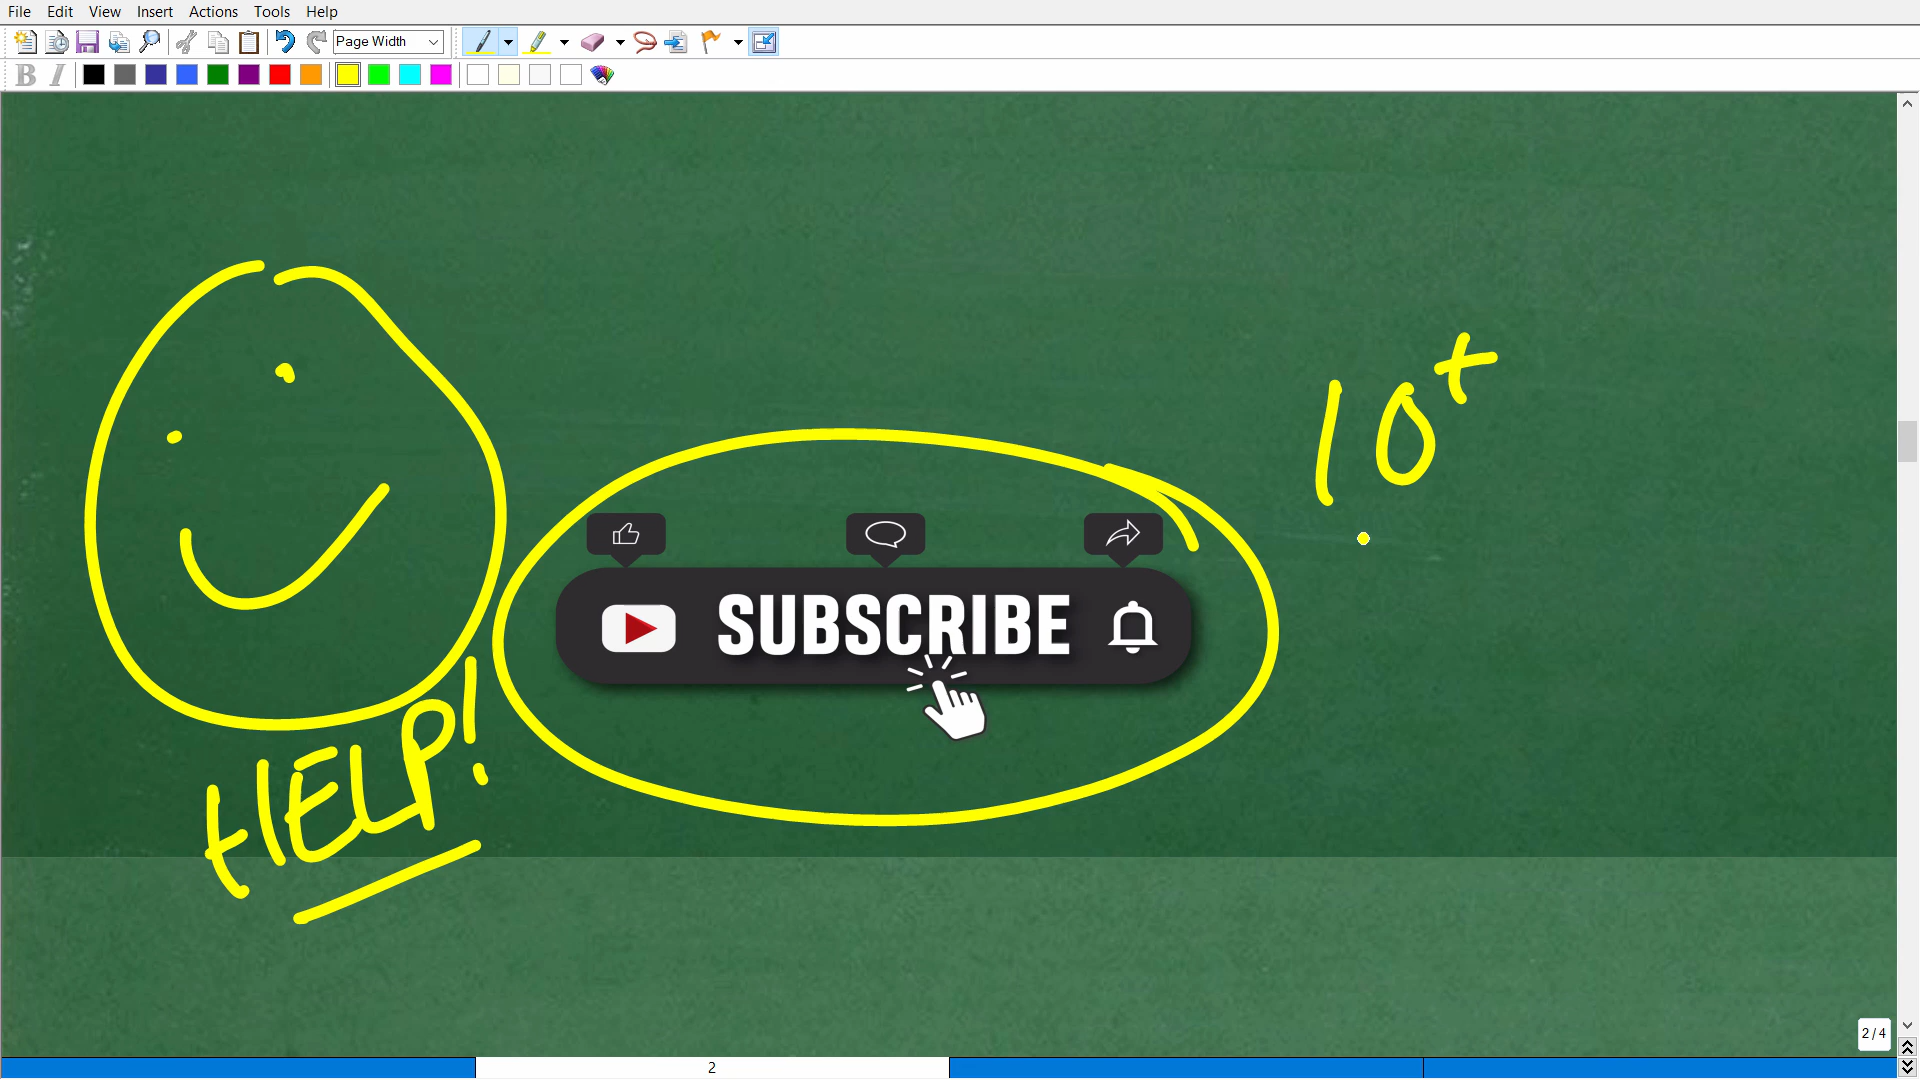 File Edit View Insert Actions Tools Help
Page Width
B I
10+
SUBSCRIBE
HELP!
2 / 4
2